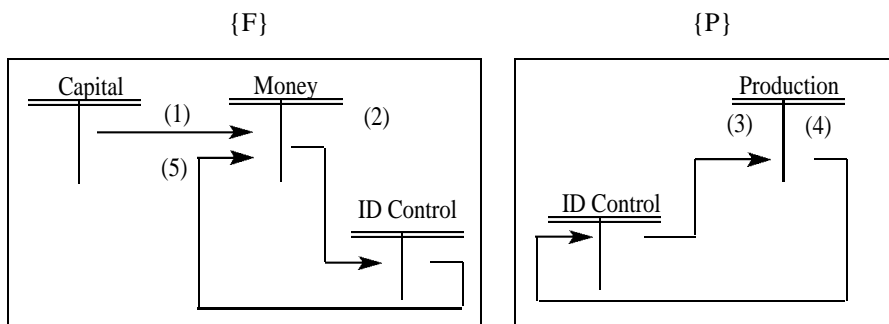 {F} {P}
Capital Money Production
(1) (2) (3) (4)
(5)
ID Control ID Control